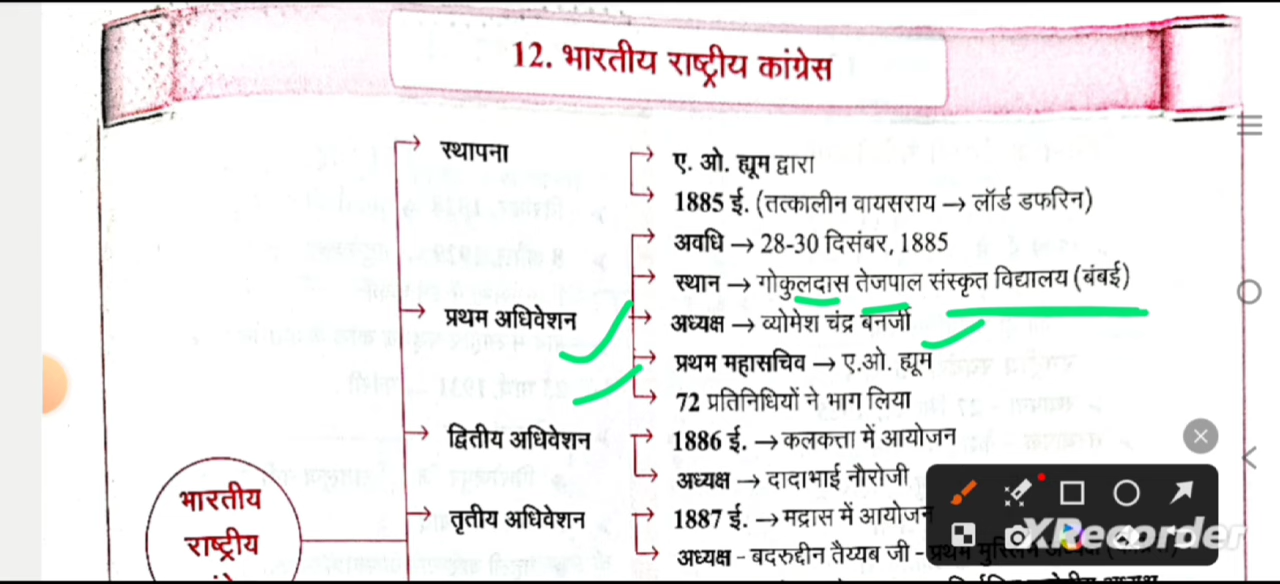 12. भारतीय राष्ट्रीय कांग्रेस
स्थापना
ए. ओ. ह्यूम द्वारा
1885 ई. (तत्कालीन वायसराय → लॉर्ड डफरिन)
प्रथम अधिवेशन
अवधि → 28-30 दिसंबर, 1885
स्थान → गोकुलदास तेजपाल संस्कृत विद्यालय (बंबई)
अध्यक्ष → व्योमेश चंद्र बनर्जी
प्रथम महासचिव → ए.ओ. ह्यूम
72 प्रतिनिधियों ने भाग लिया
द्वितीय अधिवेशन
1886 ई. → कलकत्ता में आयोजन
अध्यक्ष → दादाभाई नौरोजी
तृतीय अधिवेशन
1887 ई. → मद्रास में आयोजन
अध्यक्ष - बदरुद्दीन तैय्यब जी - प्रथम मुस्लिम अध्यक्ष
भारतीय
राष्ट्रीय
XRecorder